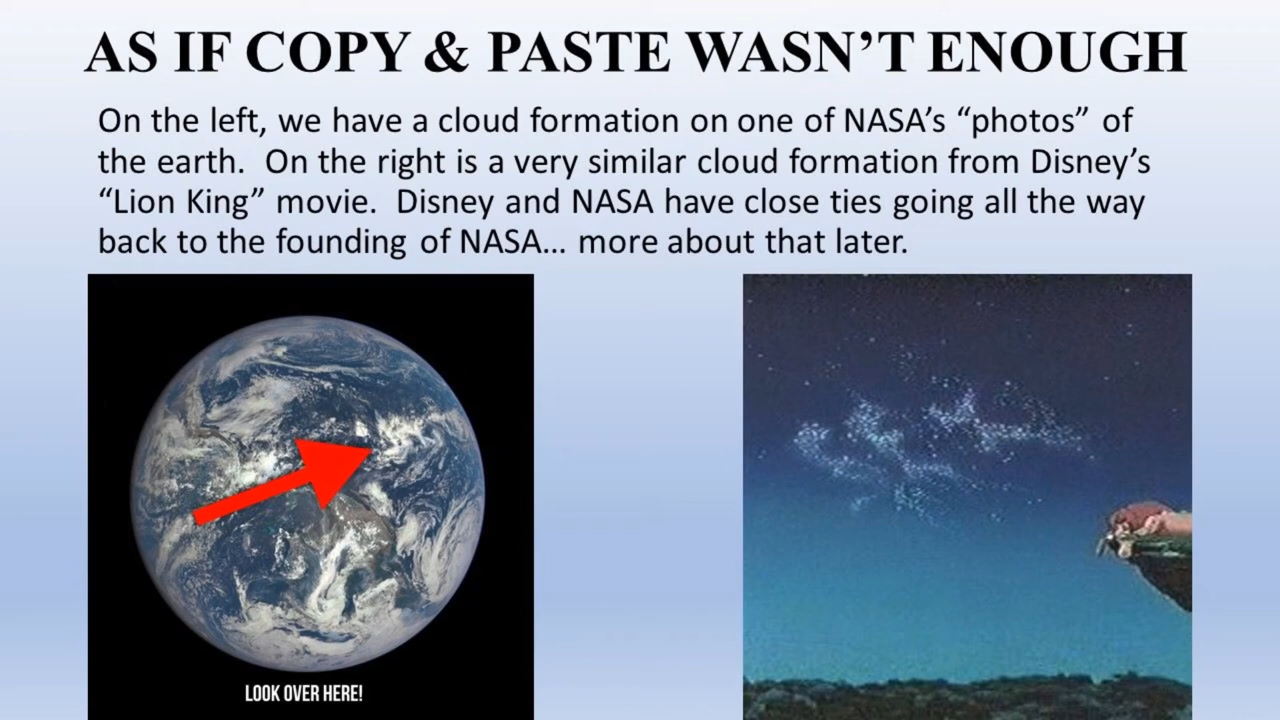 AS IF COPY & PASTE WASN’T ENOUGH
On the left, we have a cloud formation on one of NASA’s “photos” of
the earth.  On the right is a very similar cloud formation from Disney’s
“Lion King” movie.  Disney and NASA have close ties going all the way
back to the founding of NASA… more about that later.
LOOK OVER HERE!